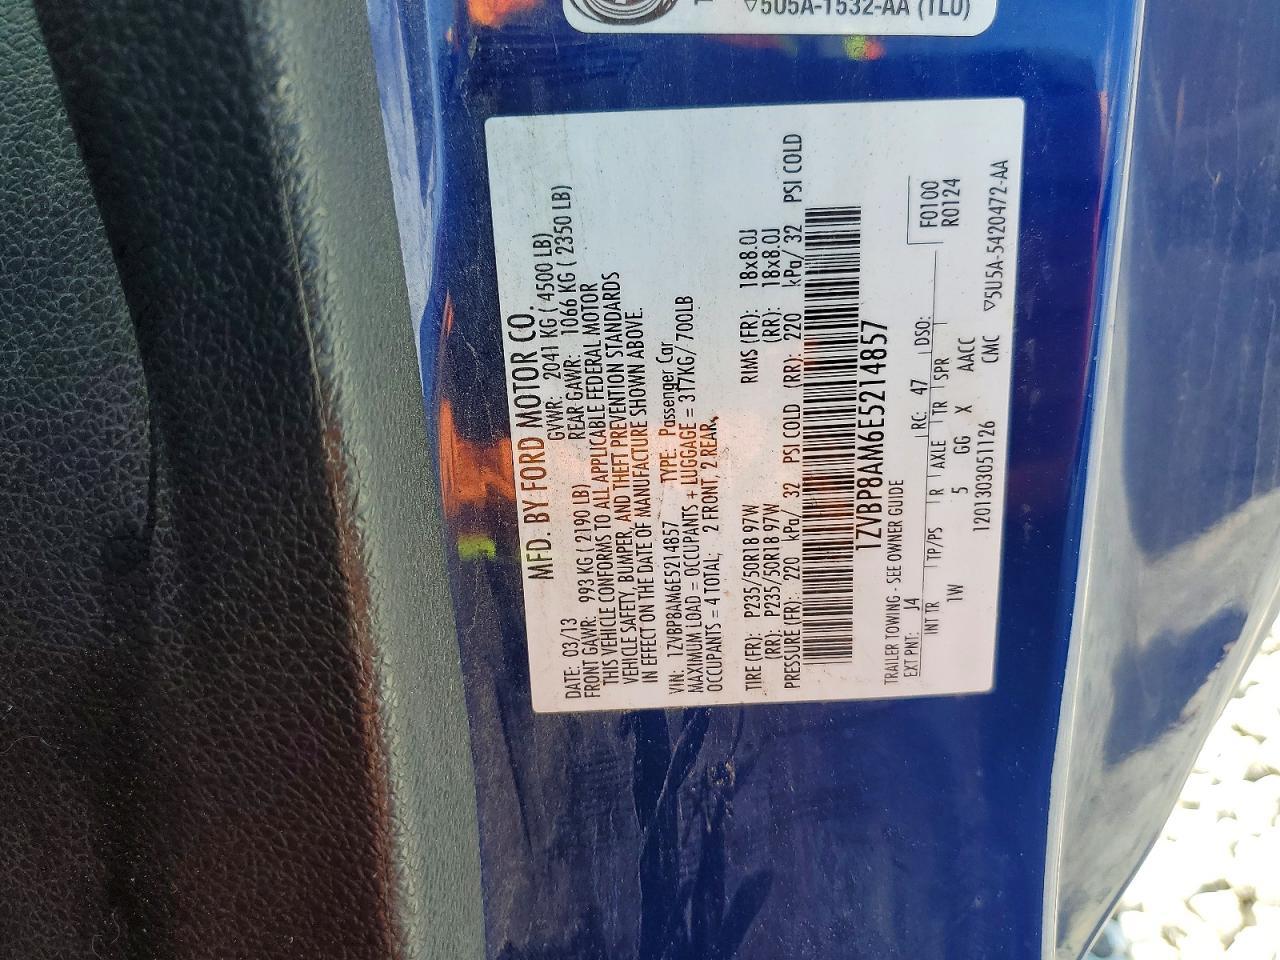 5U5A-1532-AA (TLU)
MFD. BY FORD MOTOR CO.
DATE: 03/13 GVWR: 2041 KG ( 4500 LB)
FRONT GAWR: 993 KG ( 2190 LB) REAR GAWR: 1066 KG ( 2350 LB)
THIS VEHICLE CONFORMS TO ALL APPLICABLE FEDERAL MOTOR
VEHICLE SAFETY, BUMPER, AND THEFT PREVENTION STANDARDS
IN EFFECT ON THE DATE OF MANUFACTURE SHOWN ABOVE.
VIN: 1ZVBP8AM6E5214857 TYPE: Passenger Car
MAXIMUM LOAD = OCCUPANTS + LUGGAGE = 317KG/ 700LB
OCCUPANTS = 4 TOTAL; 2 FRONT, 2 REAR,
TIRE (FR): P235/50R18 97W RIMS (FR): 18x8.0J
(RR): P235/50R18 97W (RR): 18x8.0J
PRESSURE (FR): 220 kPa/ 32 PSI COLD (RR): 220 kPa/ 32 PSI COLD
1ZVBP8AM6E5214857
TRAILER TOWING - SEE OWNER GUIDE
EXT PNT: J4 RC: 47 DSO: F0100
INT TR TP/PS R AXLE TR SPR R0124
1W 5 GG X AACC
1201303051126 CMC 5U5A-5420472-AA